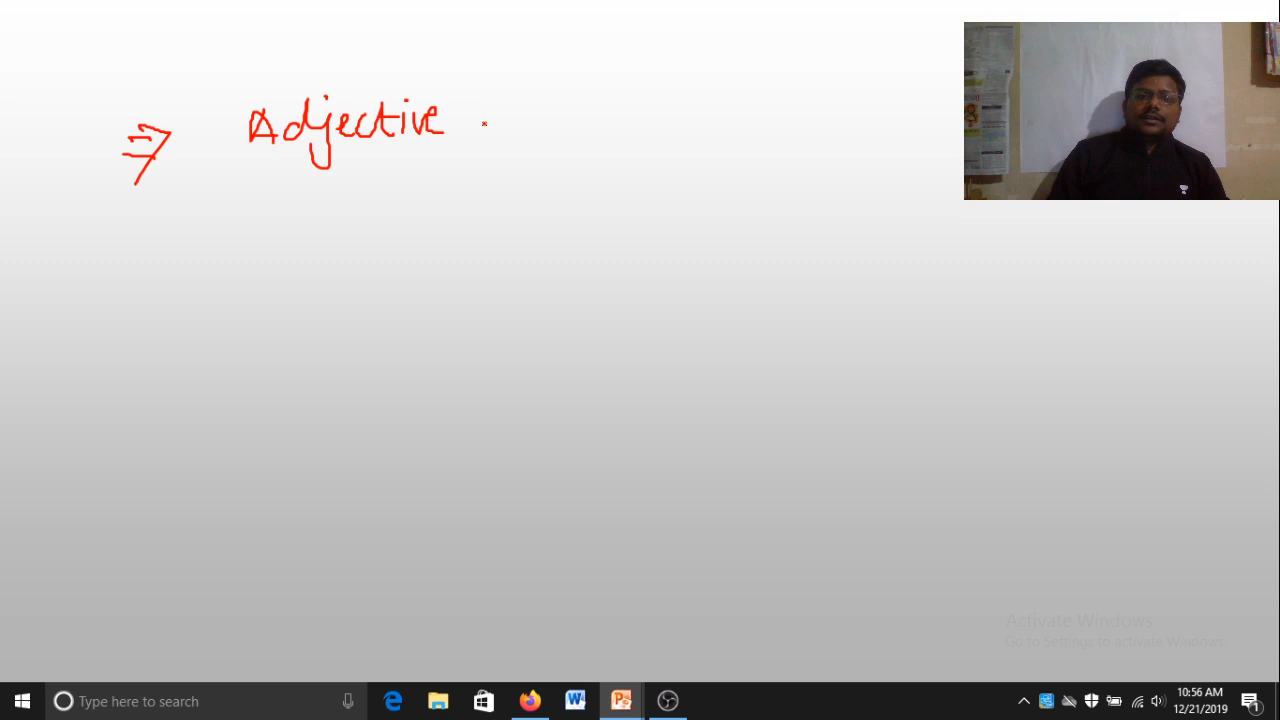 ⇒ Adjective
Activate Windows
Go to Settings to activate Windows.
Type here to search
10:56 AM
12/21/2019